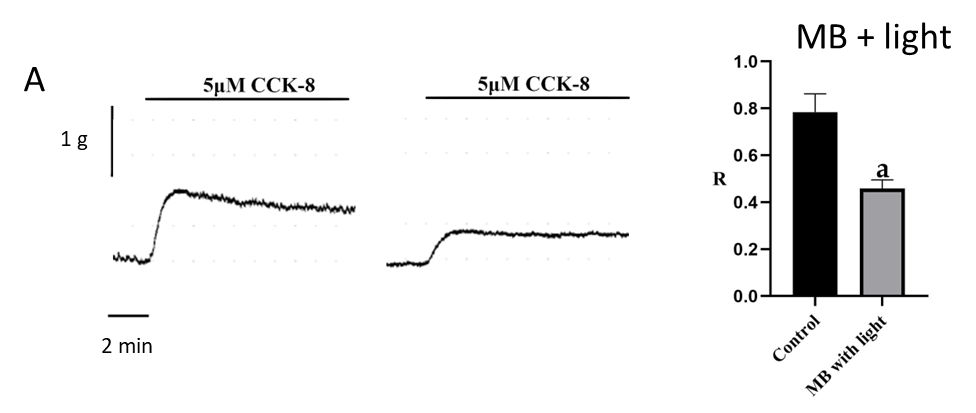 MB + light
A
5μM CCK-8
5μM CCK-8
1 g
2 min
1.0
0.8
0.6
0.4
0.2
0.0
R
a
Control
MB with light